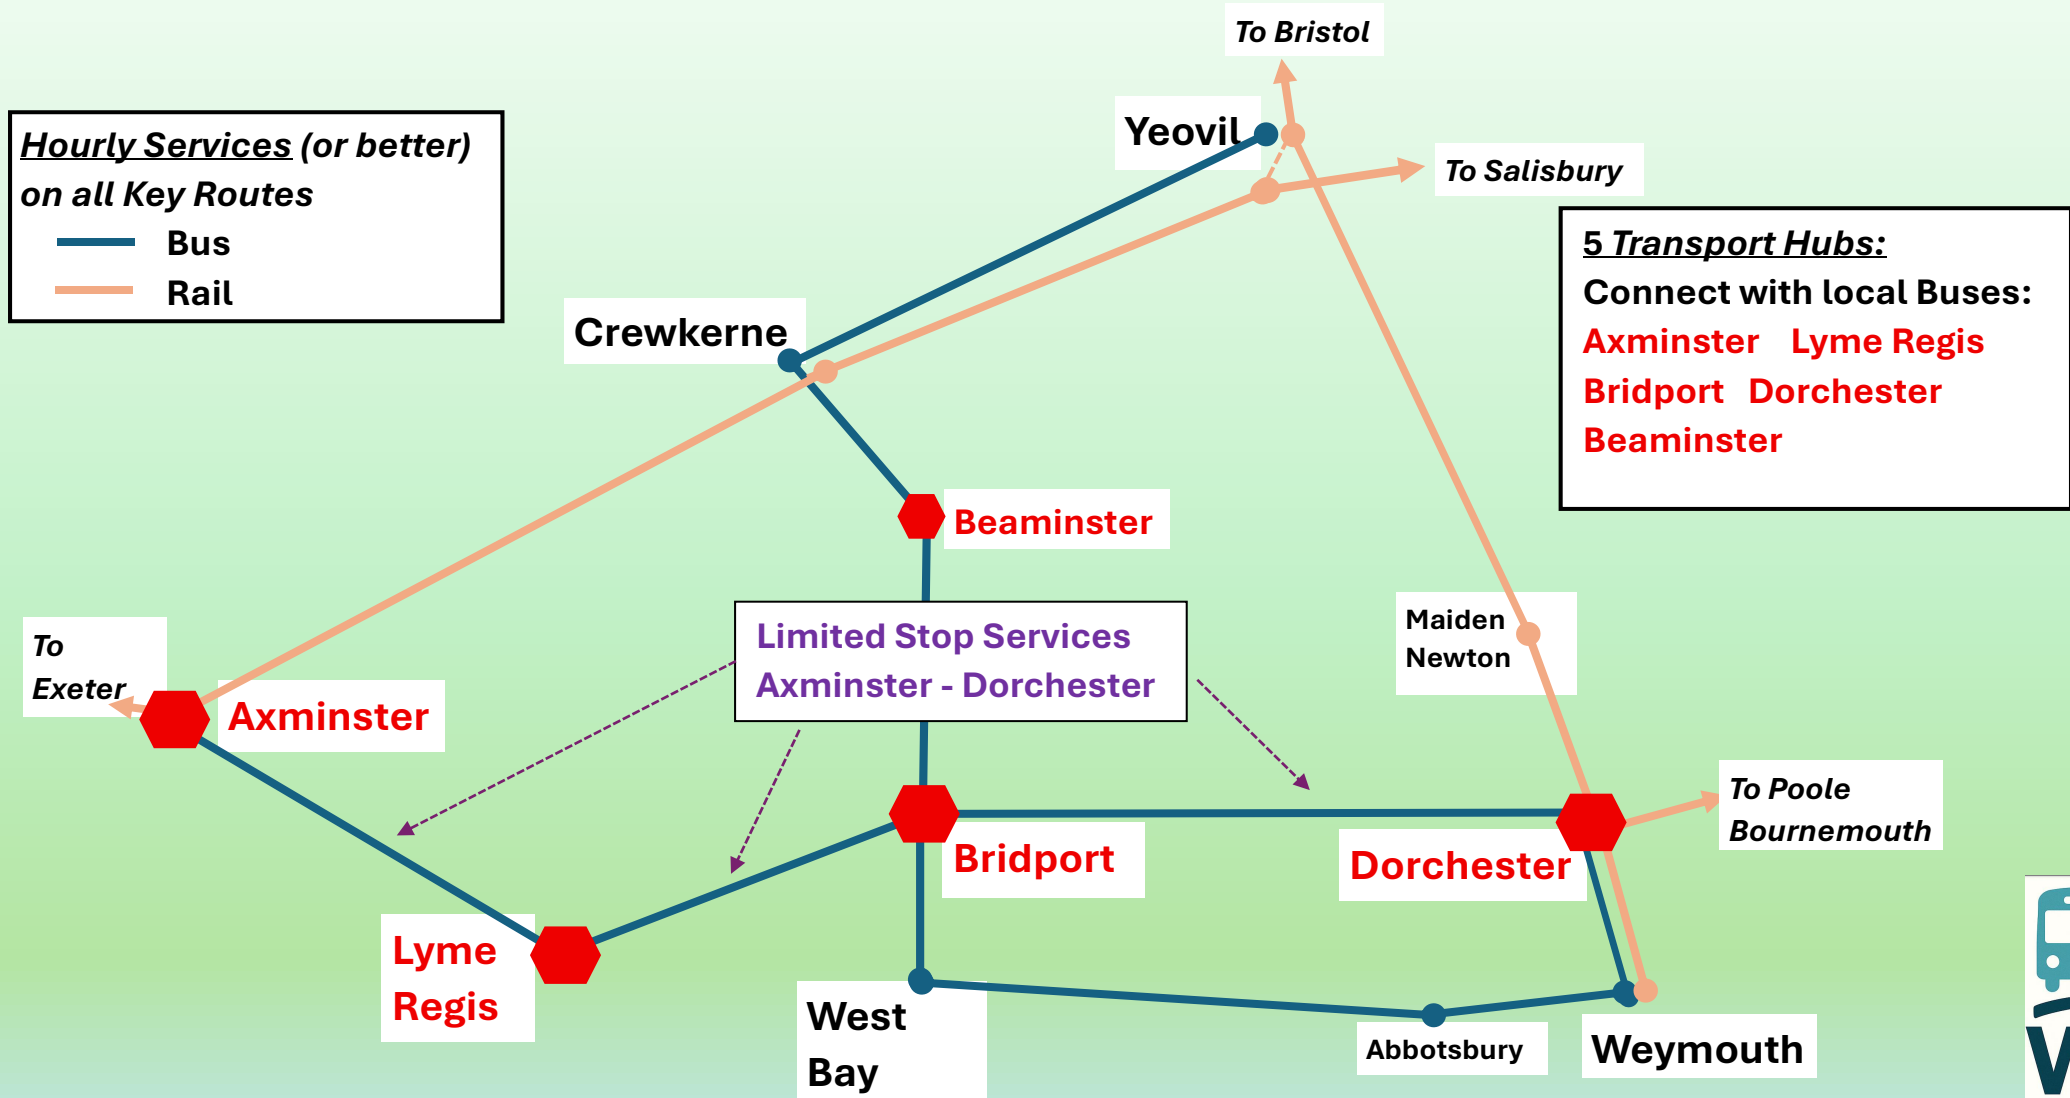 To Bristol
Yeovil
To Salisbury
Hourly Services (or better)
on all Key Routes
Bus
Rail
5 Transport Hubs:
Connect with local Buses:
Axminster Lyme Regis
Bridport Dorchester
Beaminster
Crewkerne
Beaminster
Limited Stop Services
Axminster - Dorchester
Maiden
Newton
To
Exeter
Axminster
To Poole
Bournemouth
Bridport
Dorchester
Lyme
Regis
West
Bay
Abbotsbury
Weymouth